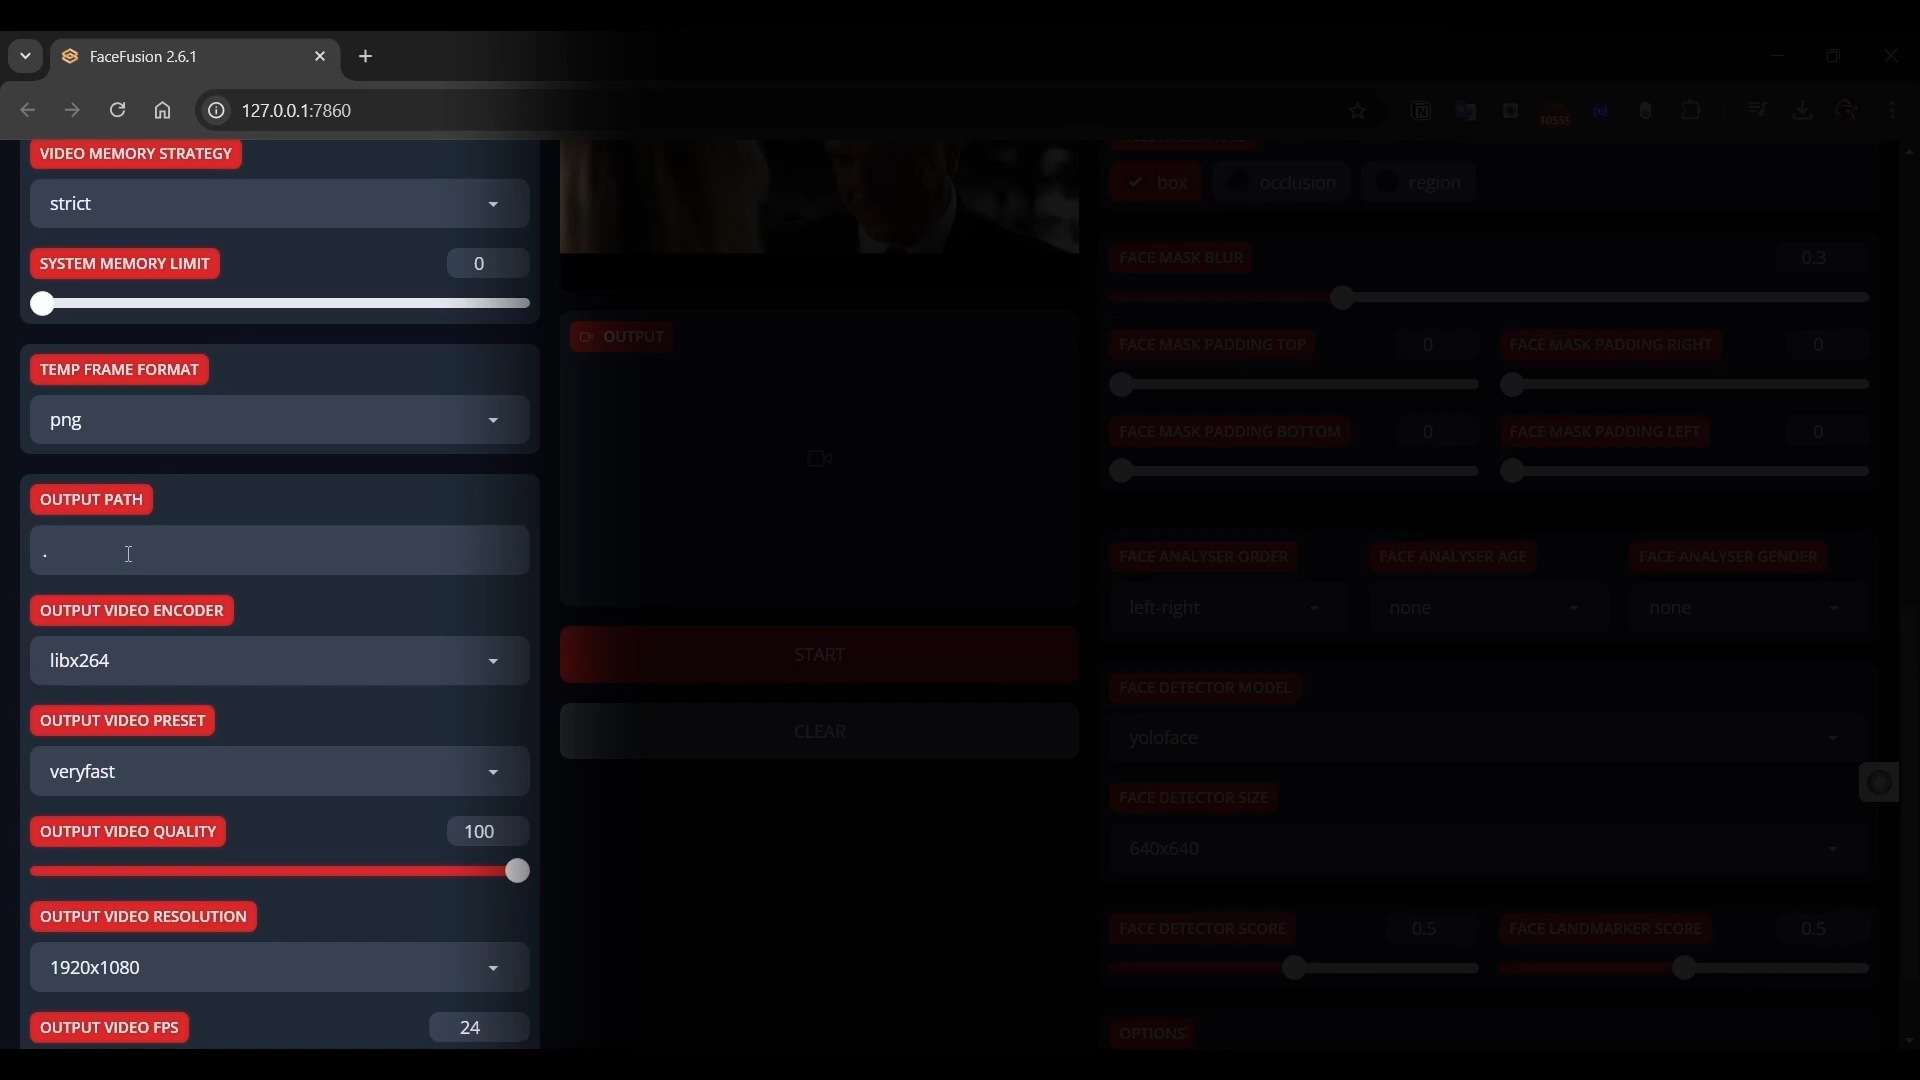 FaceFusion 2.6.1
127.0.0.1:7860
10555
VIDEO MEMORY STRATEGY
strict
SYSTEM MEMORY LIMIT
0
TEMP FRAME FORMAT
png
OUTPUT PATH
.
OUTPUT VIDEO ENCODER
libx264
OUTPUT VIDEO PRESET
veryfast
OUTPUT VIDEO QUALITY
100
OUTPUT VIDEO RESOLUTION
1920x1080
OUTPUT VIDEO FPS
24
OUTPUT
START
CLEAR
box
occlusion
region
FACE MASK BLUR
0.3
FACE MASK PADDING TOP
0
FACE MASK PADDING RIGHT
0
FACE MASK PADDING BOTTOM
0
FACE MASK PADDING LEFT
0
FACE ANALYSER ORDER
left-right
FACE ANALYSER AGE
none
FACE ANALYSER GENDER
none
FACE DETECTOR MODEL
yoloface
FACE DETECTOR SIZE
640x640
FACE DETECTOR SCORE
0.5
FACE LANDMARKER SCORE
0.5
OPTIONS